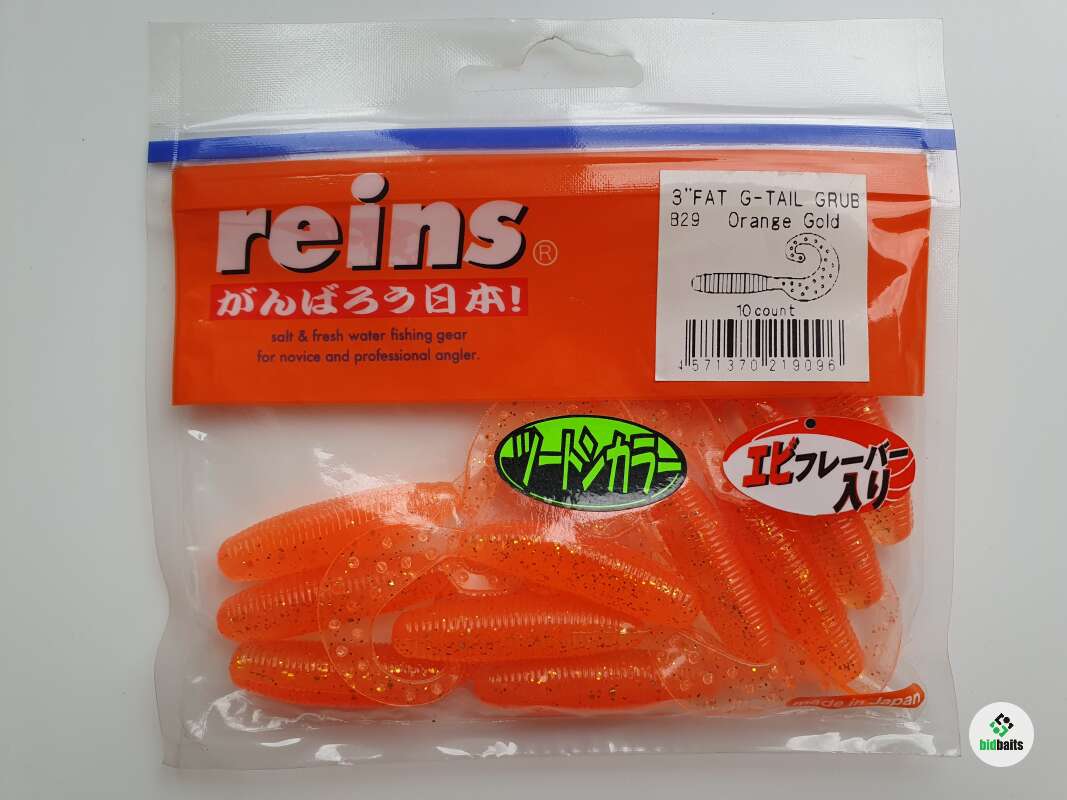 reins®
がんばろう日本!
salt & fresh water fishing gear
for novice and professional angler.
3"FAT G-TAIL GRUB
B29 Orange Gold
10count
4571370219096
ツートンカラー
エビフレーバー
入り
made in Japan
bidbaits